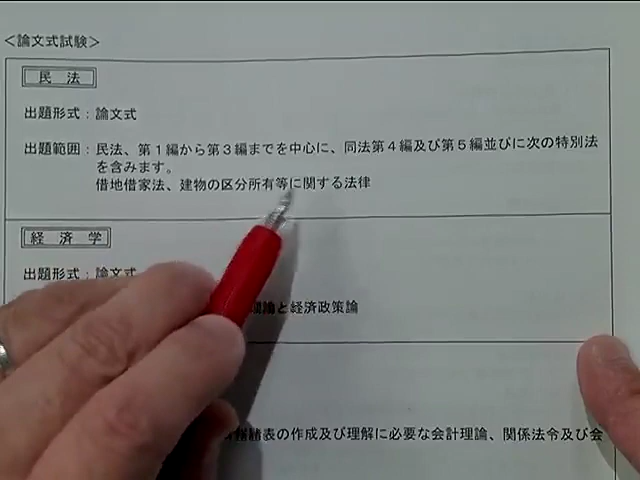 ＜論文式試験＞
民 法
出題形式：論文式
出題範囲：民法、第１編から第３編までを中心に、同法第４編及び第５編並びに次の特別法
を含みます。
借地借家法、建物の区分所有等に関する法律
経 済 学
出題形式：論文式
理論と経済政策論
財務諸表の作成及び理解に必要な会計理論、関係法令及び会